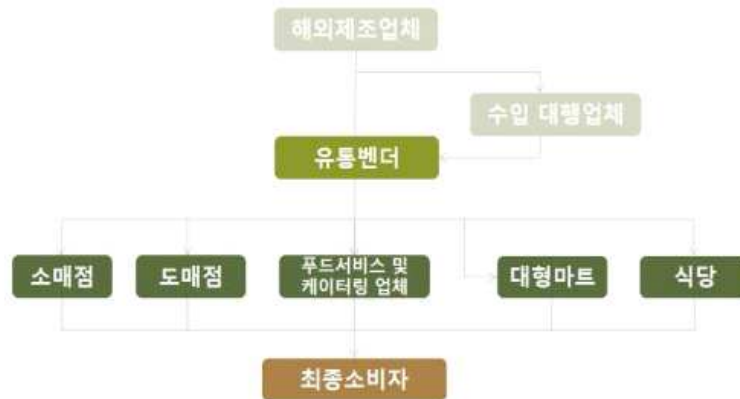 해외제조업체
수입 대행업체
유통벤더
소매점
도매점
푸드서비스 및
케이터링 업체
대형마트
식당
최종소비자